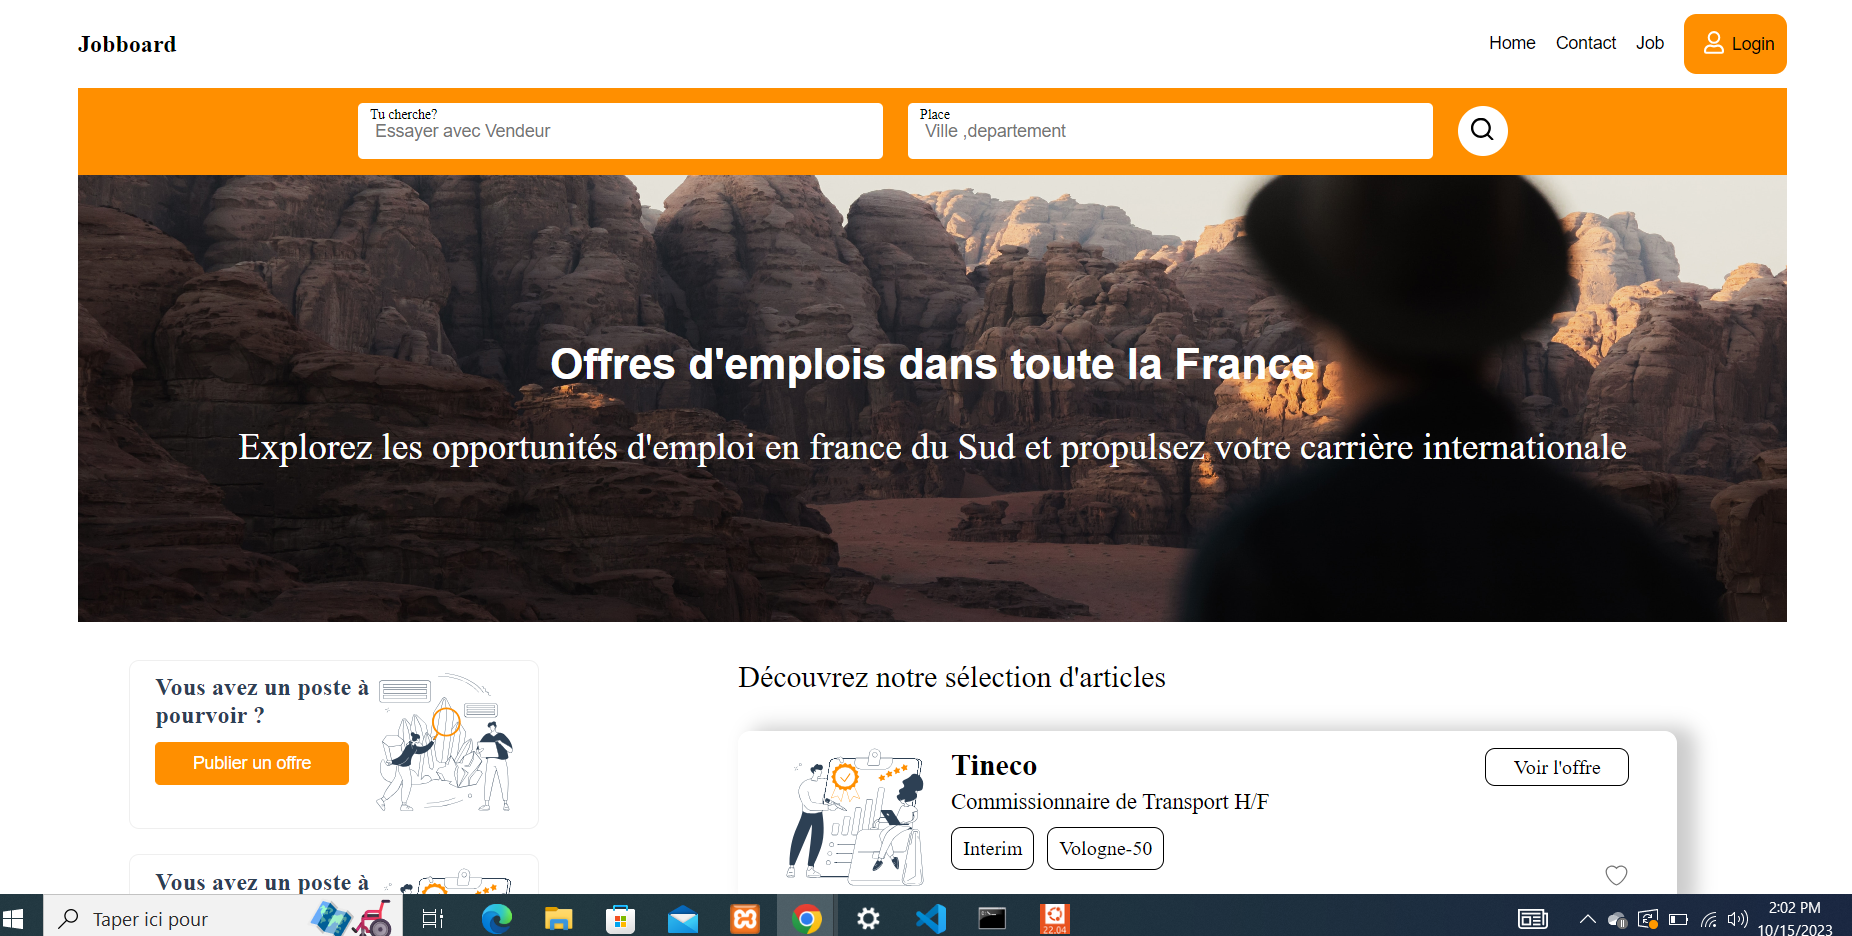 Jobboard
Home Contact Job Login
Tu cherche?
Essayer avec Vendeur
Place
Ville ,departement
Offres d'emplois dans toute la France
Explorez les opportunités d'emploi en france du Sud et propulsez votre carrière internationale
Vous avez un poste à
pourvoir ?
Publier un offre
Vous avez un poste à
Découvrez notre sélection d'articles
Tineco
Commissionnaire de Transport H/F
Interim Vologne-50
Voir l'offre
Taper ici pour
22.04
2:02 PM
10/15/2023